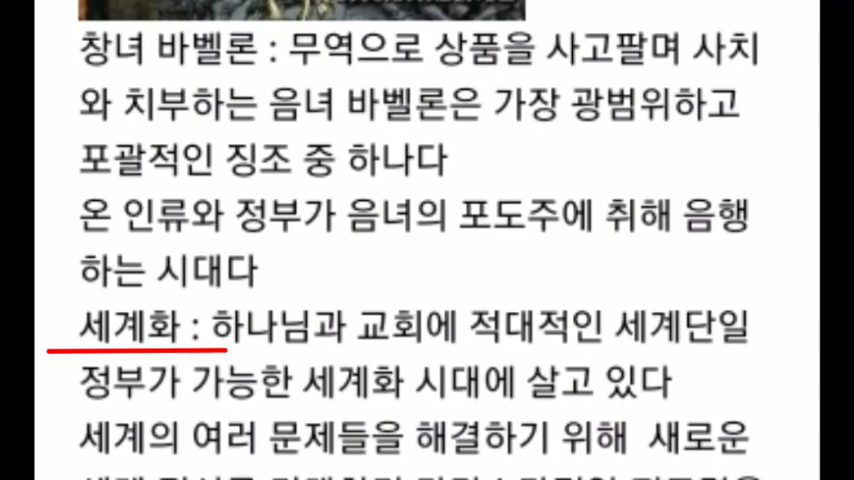 창녀 바벨론 : 무역으로 상품을 사고팔며 사치
와 치부하는 음녀 바벨론은 가장 광범위하고
포괄적인 징조 중 하나다
온 인류와 정부가 음녀의 포도주에 취해 음행
하는 시대다
세계화 : 하나님과 교회에 적대적인 세계단일
정부가 가능한 세계화 시대에 살고 있다
세계의 여러 문제들을 해결하기 위해 새로운